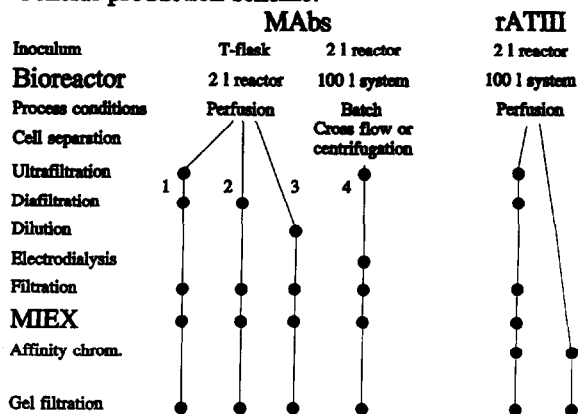 MAbs rATIII
Inoculum T-flask 2 l reactor 2 l reactor
Bioreactor 2 l reactor 100 l system 100 l system
Process conditions Perfusion Batch Perfusion
Cell separation Cross flow or
centrifugation
Ultrafiltration
1 2 3 4
Diafiltration
Dilution
Electrodialysis
Filtration
MIEX
Affinity chrom.
Gel filtration